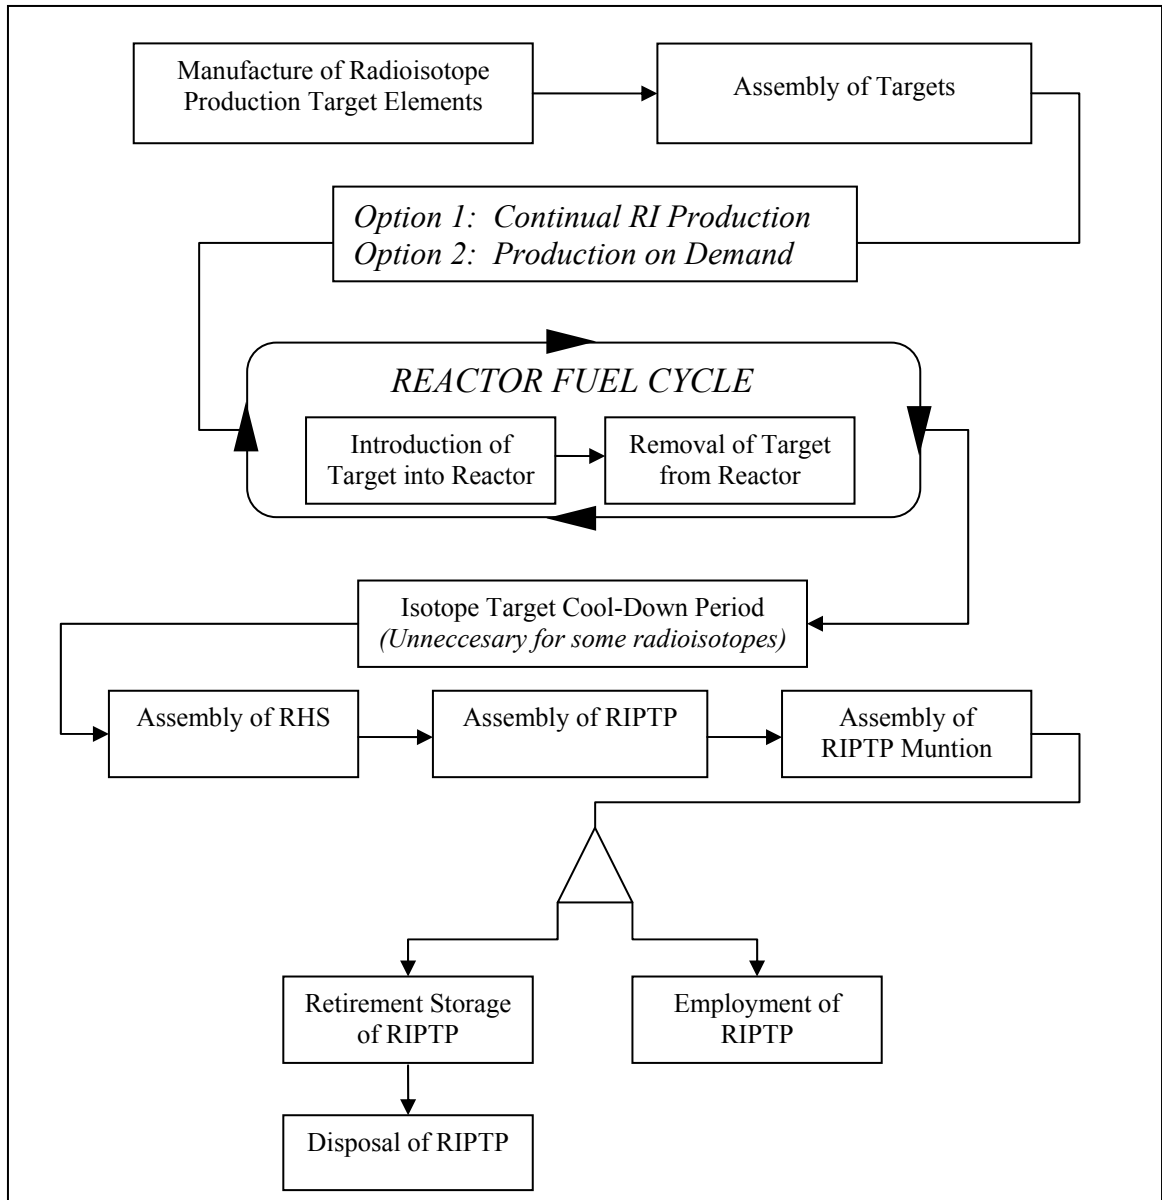 Manufacture of Radioisotope
Production Target Elements
Assembly of Targets
Option 1:  Continual RI Production
Option 2:  Production on Demand
REACTOR FUEL CYCLE
Introduction of
Target into Reactor
Removal of Target
from Reactor
Isotope Target Cool-Down Period
(Unneccesary for some radioisotopes)
Assembly of RHS
Assembly of RIPTP
Assembly of
RIPTP Muntion
Retirement Storage
of RIPTP
Employment of
RIPTP
Disposal of RIPTP